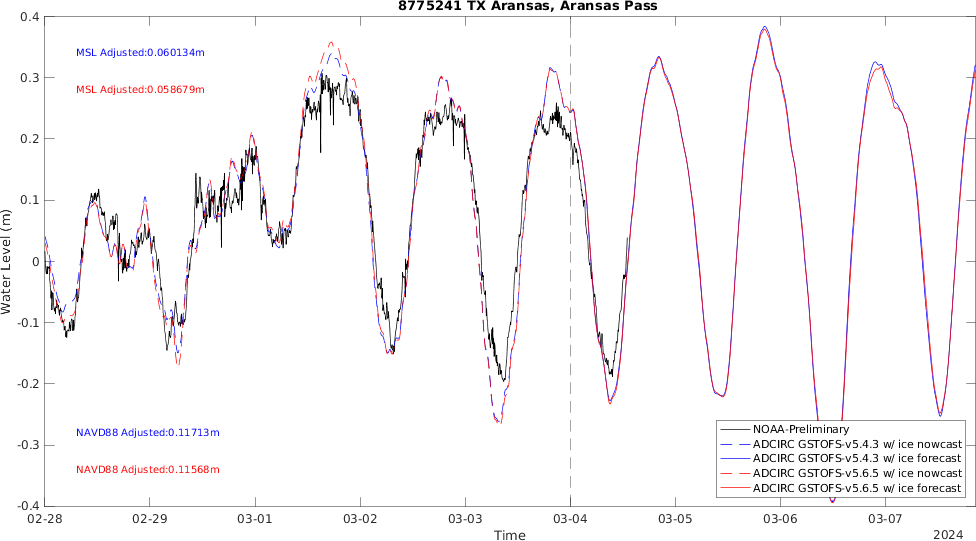 8775241 TX Aransas, Aransas Pass
0.4
0.3
0.2
0.1
0
-0.1
-0.2
-0.3
-0.4
Water Level (m)
MSL Adjusted:0.060134m
MSL Adjusted:0.058679m
NAVD88 Adjusted:0.11713m
NAVD88 Adjusted:0.11568m
NOAA-Preliminary
ADCIRC GSTOFS-v5.4.3 w/ ice nowcast
ADCIRC GSTOFS-v5.4.3 w/ ice forecast
ADCIRC GSTOFS-v5.6.5 w/ ice nowcast
ADCIRC GSTOFS-v5.6.5 w/ ice forecast
02-28 02-29 03-01 03-02 03-03 03-04 03-05 03-06 03-07
Time
2024